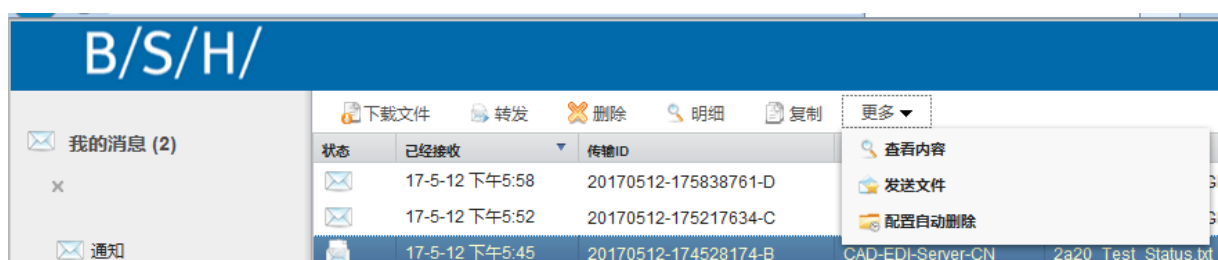 B/S/H/
下载文件 转发 删除 明细 复制 更多
我的消息 (2)
状态 已经接收 传输ID
查看内容
17-5-12 下午5:58 20170512-175838761-D
发送文件
17-5-12 下午5:52 20170512-175217634-C
配置自动删除
通知
17-5-12 下午5:45 20170512-174528174-B CAD-EDI-Server-CN 2a20_Test_Status.txt